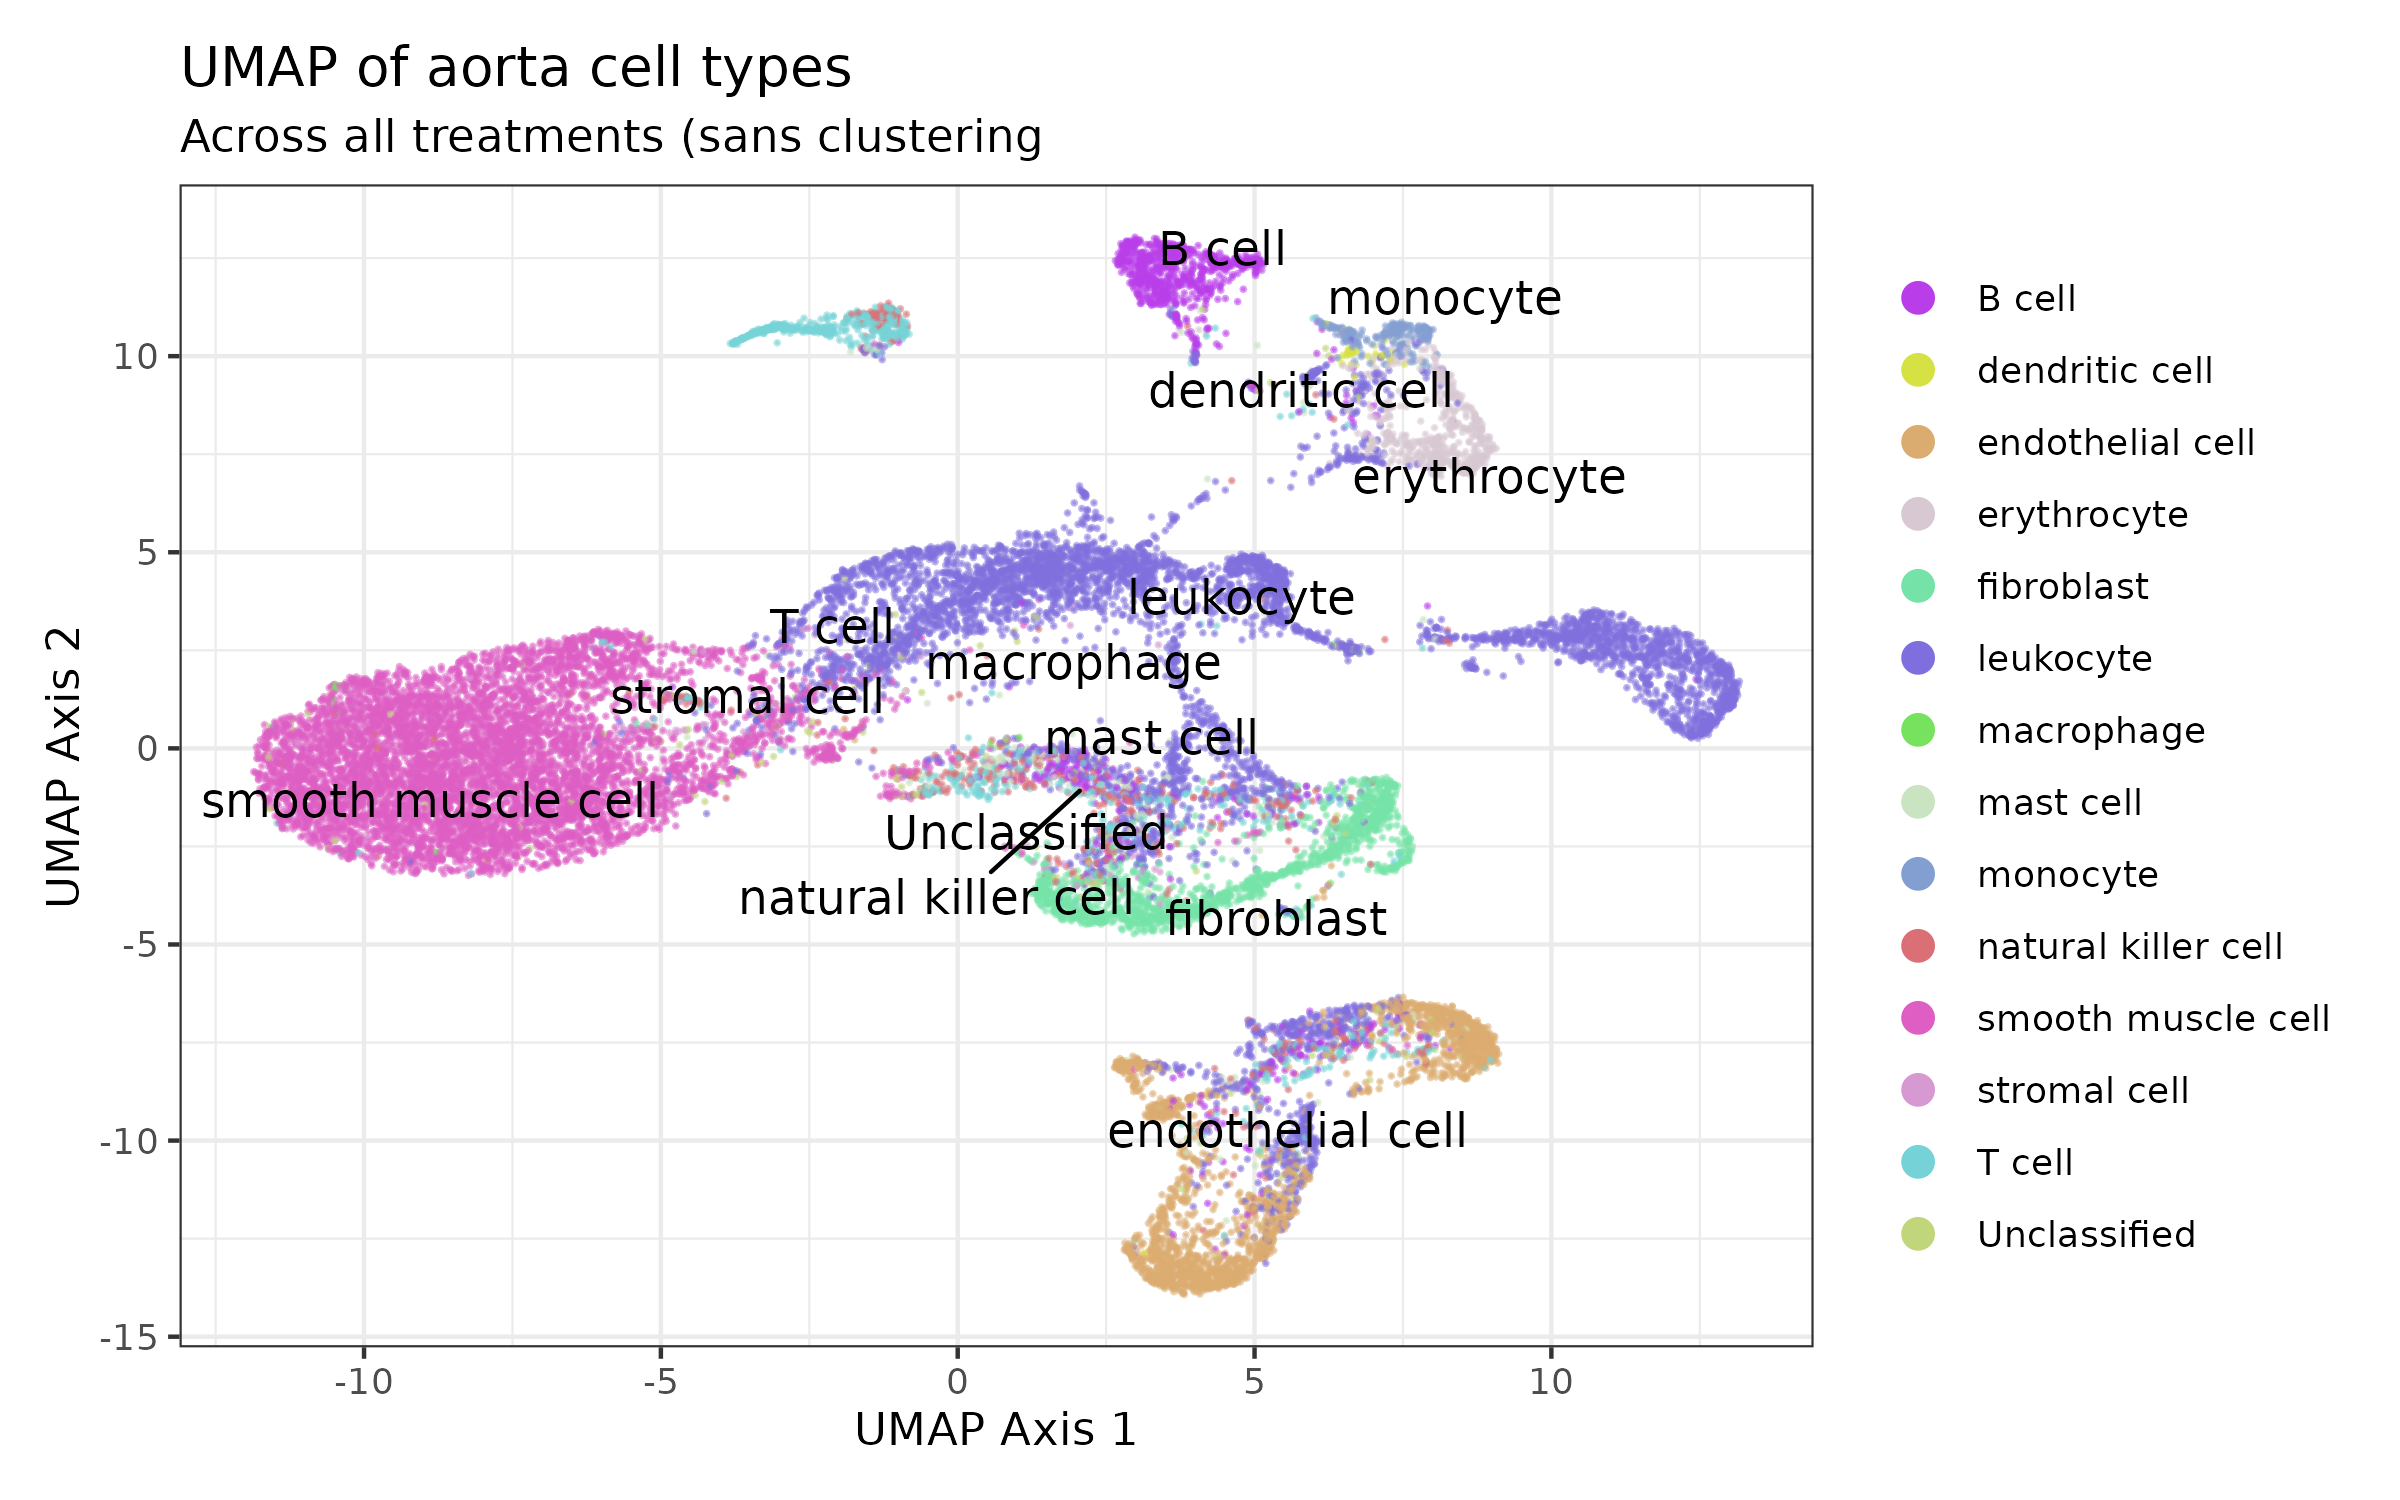 UMAP of aorta cell types
Across all treatments (sans clustering
B cell
monocyte
dendritic cell
erythrocyte
leukocyte
T cell
macrophage
stromal cell
mast cell
smooth muscle cell
Unclassified
natural killer cell
fibroblast
endothelial cell
10
5
0
-5
-10
-15
UMAP Axis 2
-10
-5
0
5
10
UMAP Axis 1
B cell
dendritic cell
endothelial cell
erythrocyte
fibroblast
leukocyte
macrophage
mast cell
monocyte
natural killer cell
smooth muscle cell
stromal cell
T cell
Unclassified